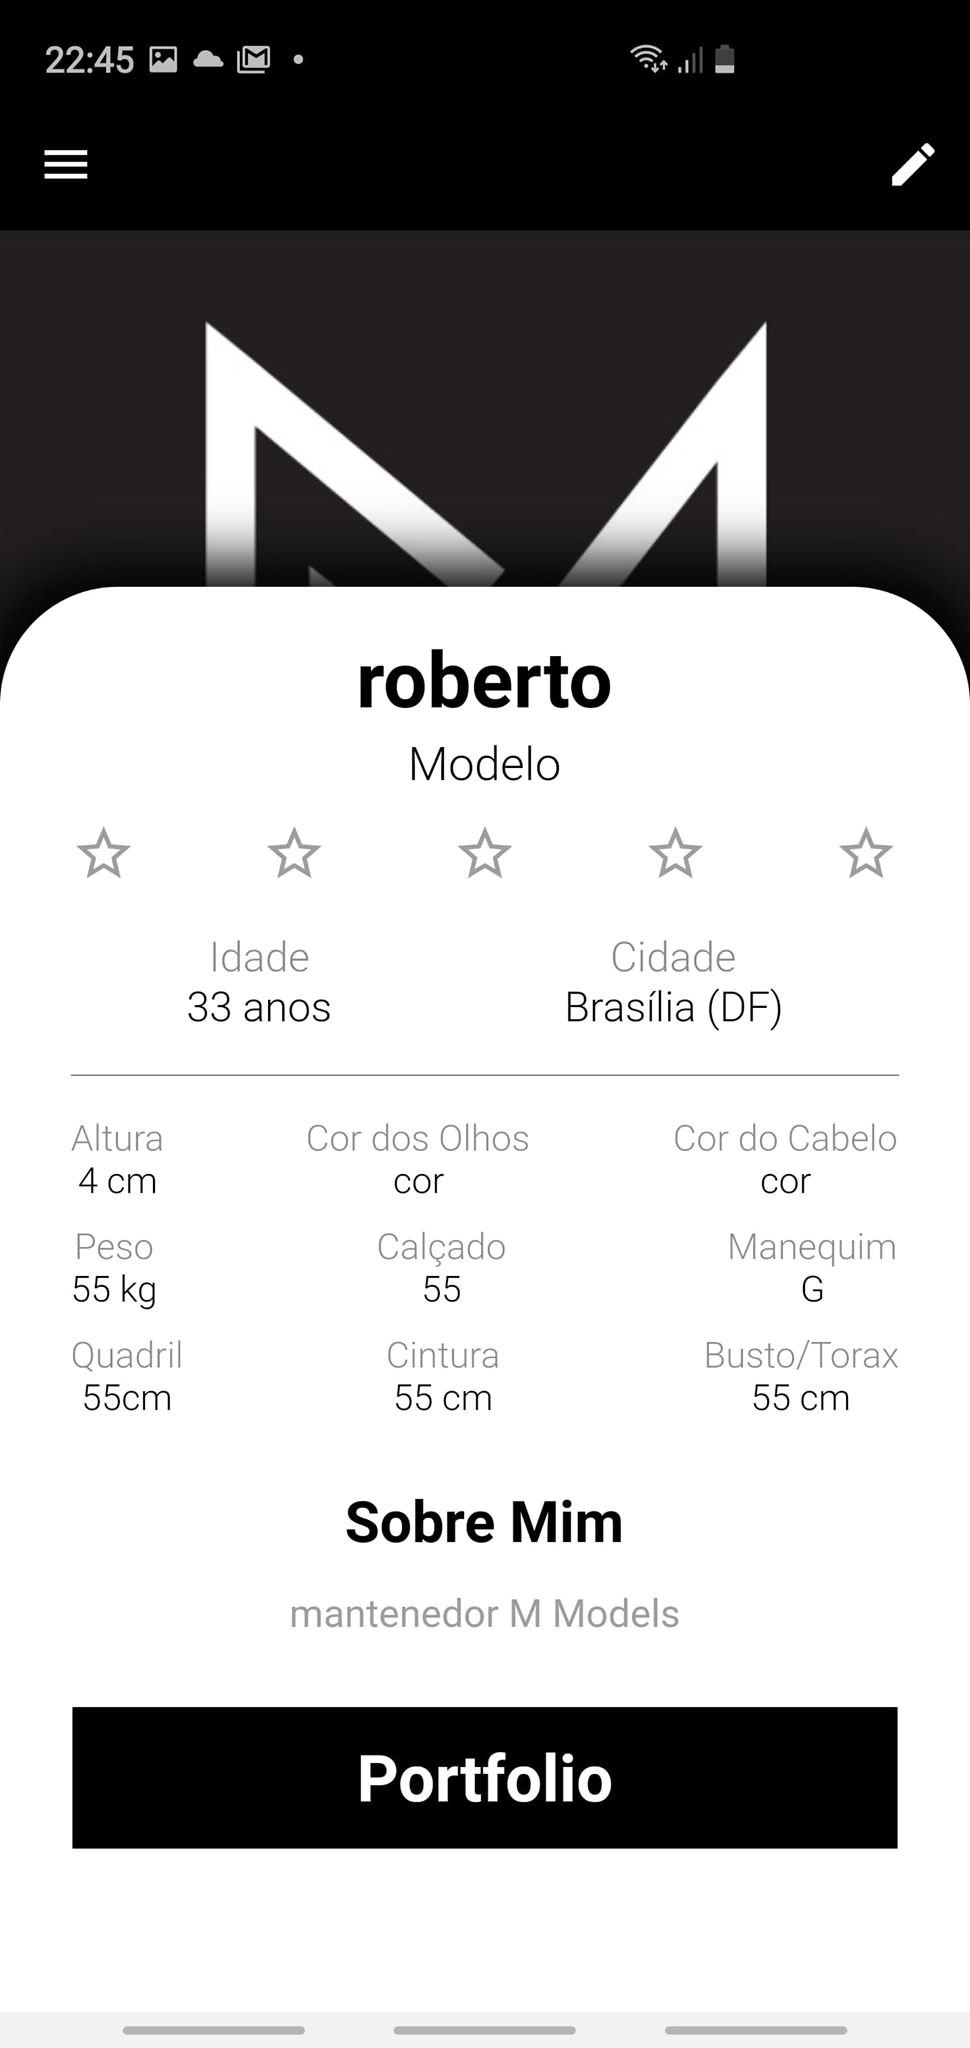 22:45
roberto
Modelo
Idade Cidade
33 anos Brasília (DF)
Altura Cor dos Olhos Cor do Cabelo
4 cm cor cor
Peso Calçado Manequim
55 kg 55 G
Quadril Cintura Busto/Torax
55cm 55 cm 55 cm
Sobre Mim
mantenedor M Models
Portfolio